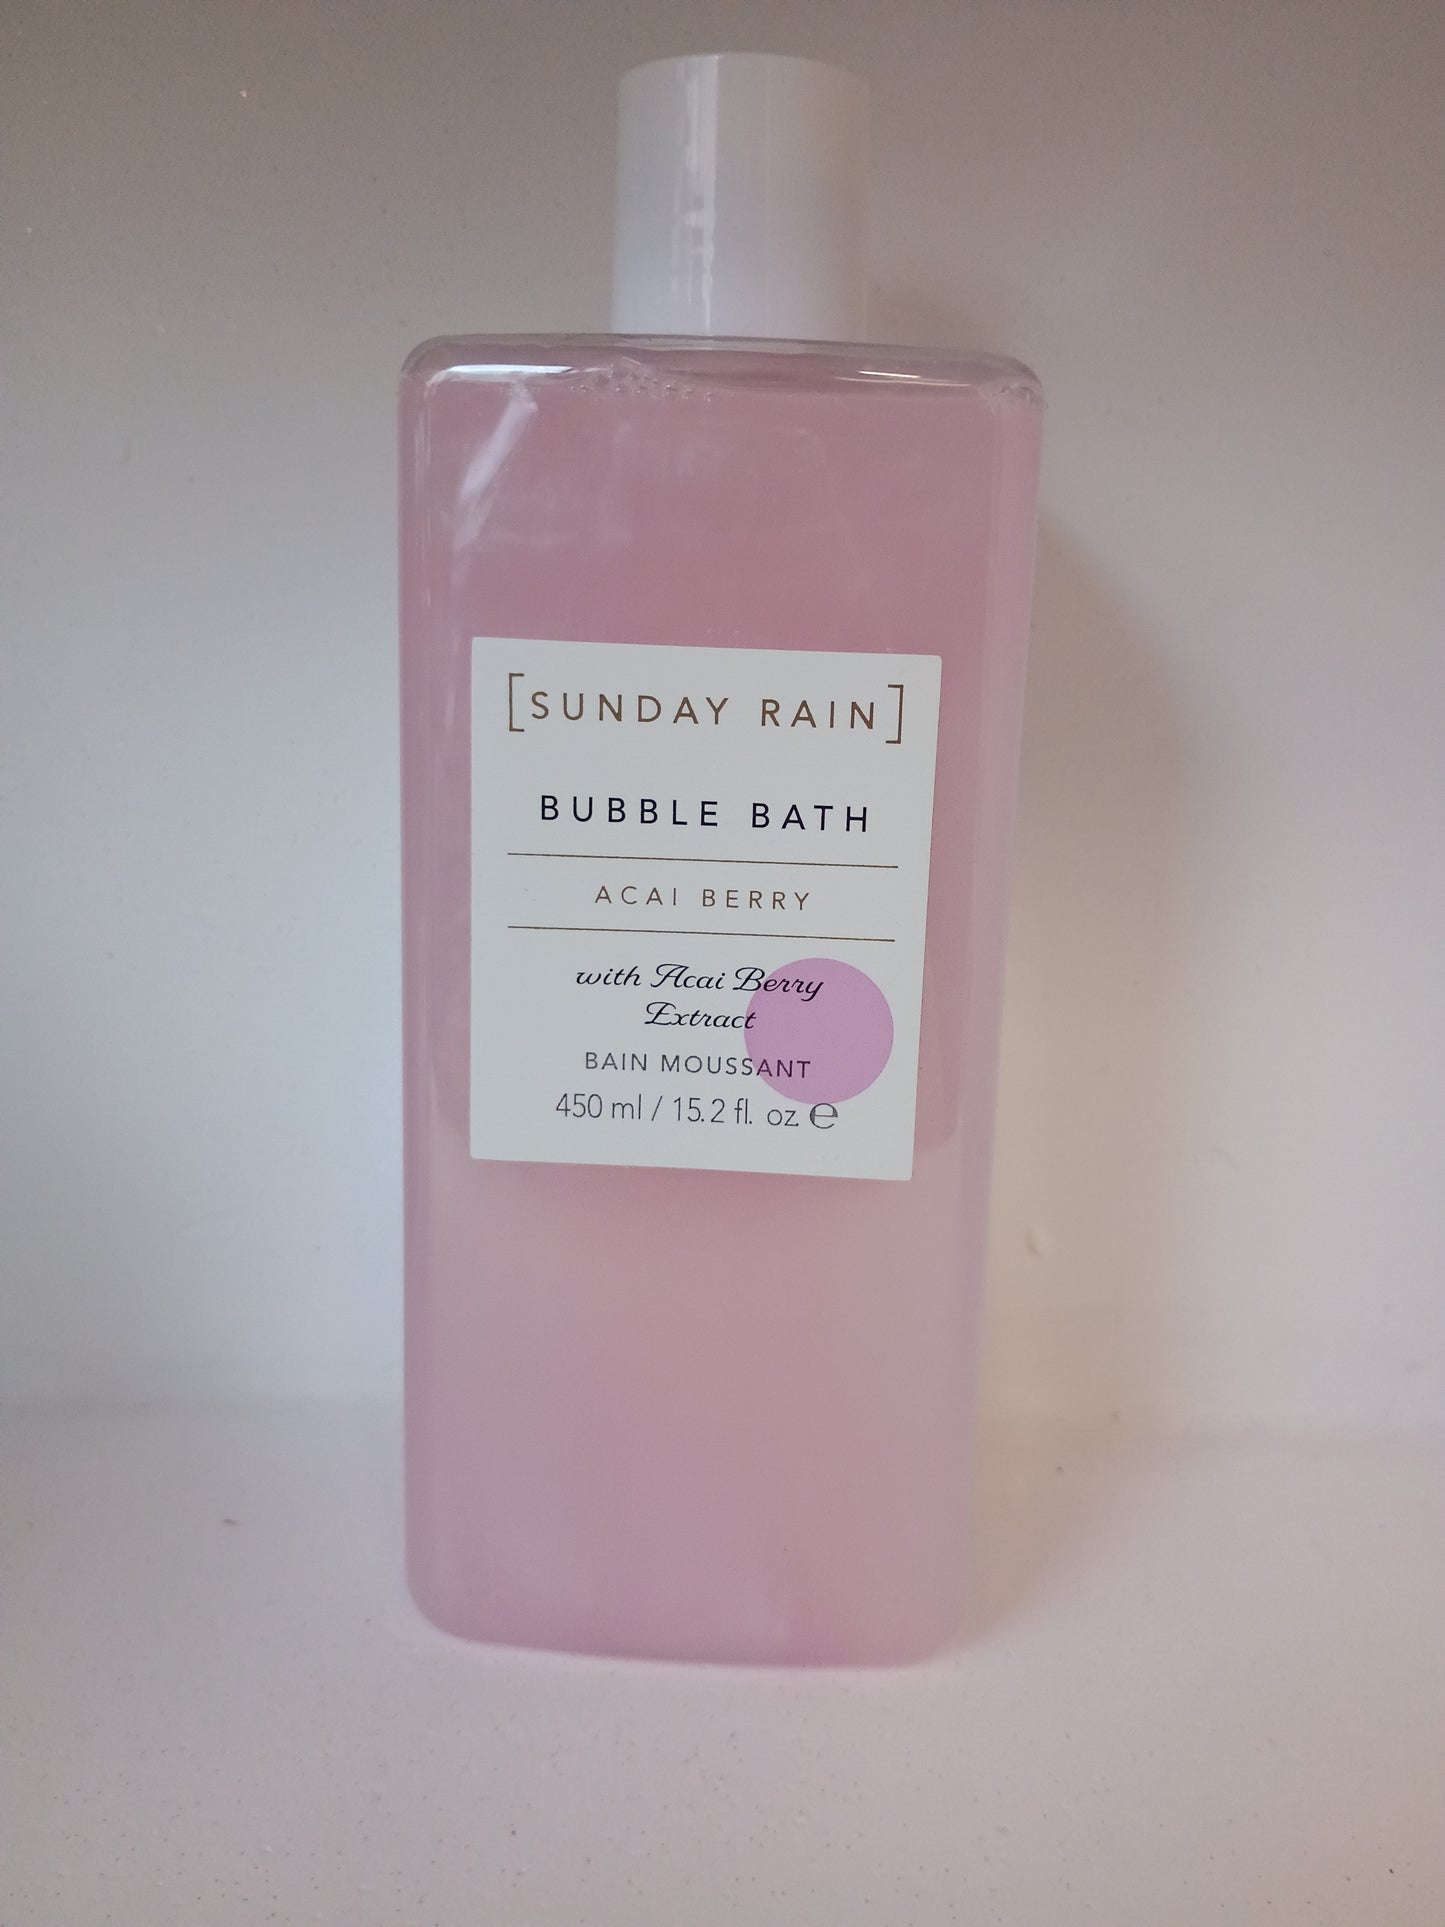 [SUNDAY RAIN]
BUBBLE BATH
ACAI BERRY
with Acai Berry
Extract
BAIN MOUSSANT
450 ml / 15.2 fl. oz. ℮